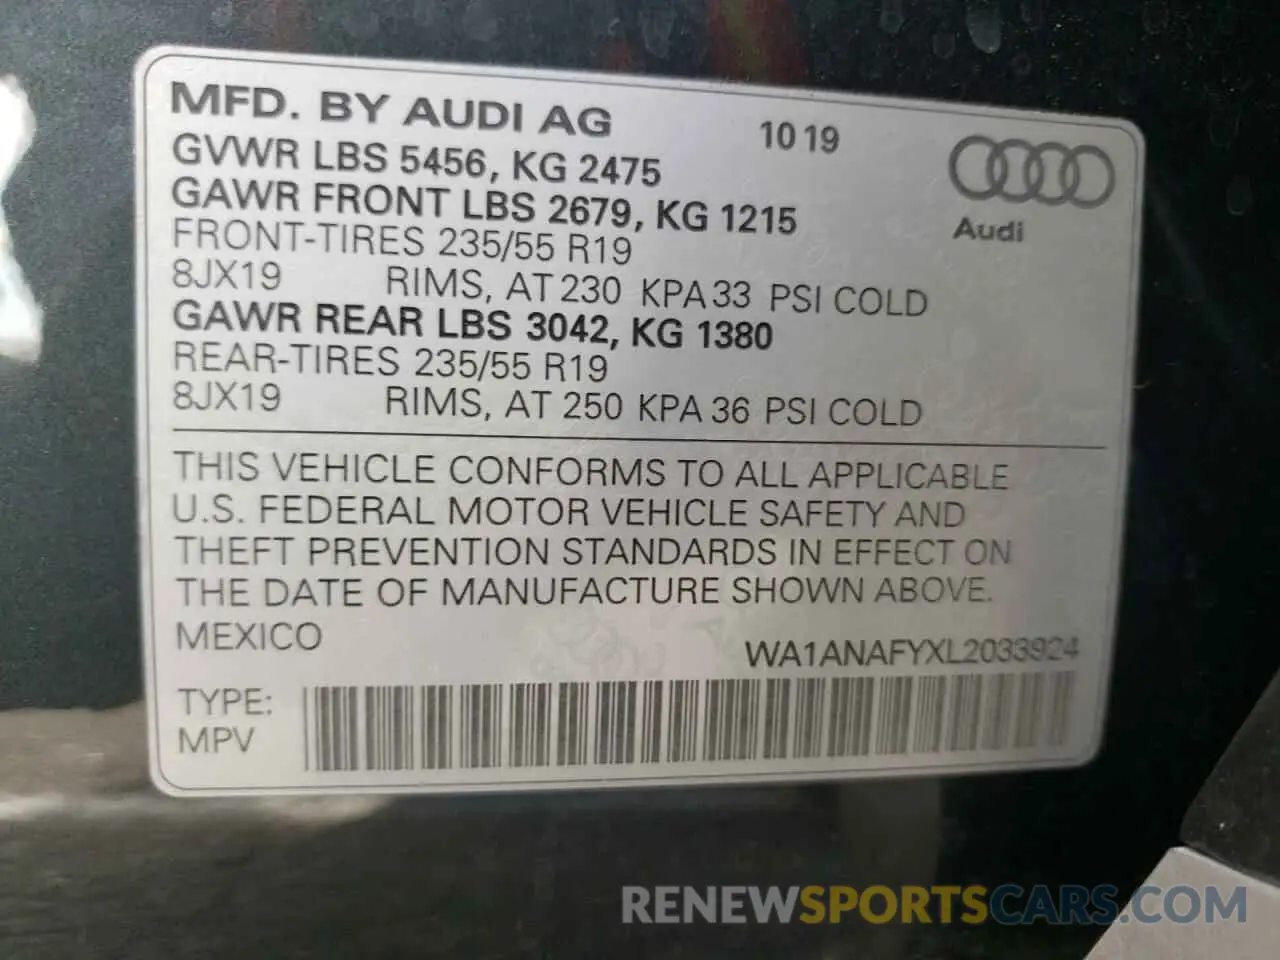 MFD. BY AUDI AG 10 19
GVWR LBS 5456, KG 2475
GAWR FRONT LBS 2679, KG 1215
Audi
FRONT-TIRES 235/55 R19
8JX19 RIMS, AT 230 KPA 33 PSI COLD
GAWR REAR LBS 3042, KG 1380
REAR-TIRES 235/55 R19
8JX19 RIMS, AT 250 KPA 36 PSI COLD
THIS VEHICLE CONFORMS TO ALL APPLICABLE
U.S. FEDERAL MOTOR VEHICLE SAFETY AND
THEFT PREVENTION STANDARDS IN EFFECT ON
THE DATE OF MANUFACTURE SHOWN ABOVE.
MEXICO WA1ANAFYXL2033924
TYPE:
MPV
RENEWSPORTSCARS.COM